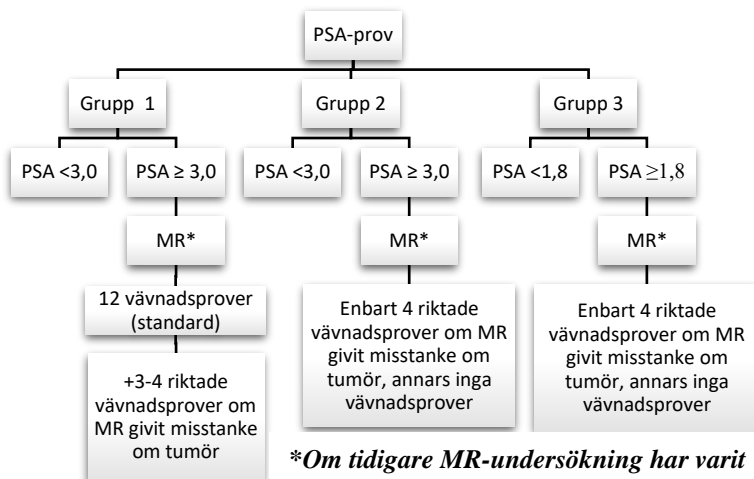 PSA-prov
Grupp 1
Grupp 2
Grupp 3
PSA <3,0
PSA ≥ 3,0
PSA <3,0
PSA ≥ 3,0
PSA <1,8
PSA ≥1,8
MR*
MR*
MR*
12 vävnadsprover
(standard)
+3-4 riktade
vävnadsprover om
MR givit misstanke
om tumör
Enbart 4 riktade
vävnadsprover om MR
givit misstanke om
tumör, annars inga
vävnadsprover
Enbart 4 riktade
vävnadsprover om MR
givit misstanke om
tumör, annars inga
vävnadsprover
*Om tidigare MR-undersökning har varit